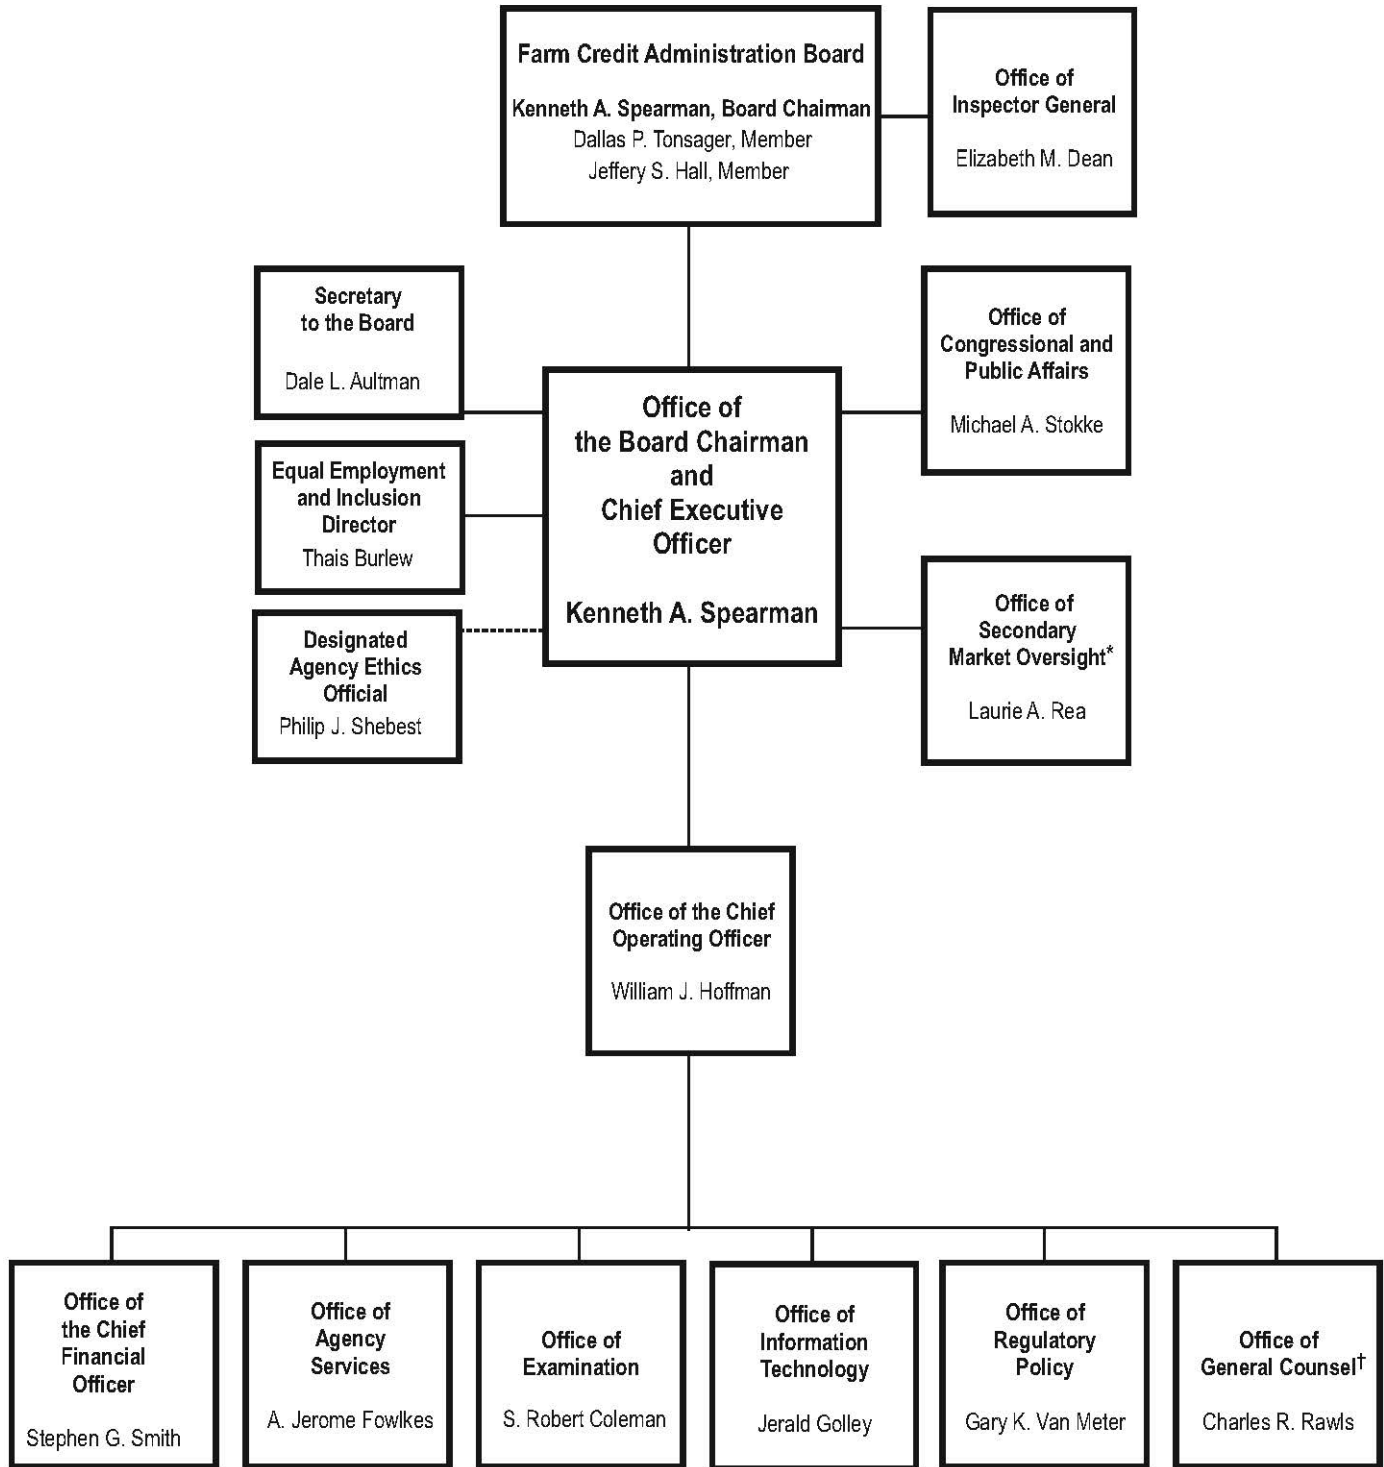 Farm Credit Administration Board
Kenneth A. Spearman, Board Chairman
Dallas P. Tonsager, Member
Jeffery S. Hall, Member
Office of
Inspector General
Elizabeth M. Dean
Secretary
to the Board
Dale L. Aultman
Office of
Congressional and
Public Affairs
Michael A. Stokke
Office of
the Board Chairman
and
Chief Executive
Officer
Kenneth A. Spearman
Equal Employment
and Inclusion
Director
Thais Burlew
Designated
Agency Ethics
Official
Philip J. Shebest
Office of
Secondary
Market Oversight*
Laurie A. Rea
Office of the Chief
Operating Officer
William J. Hoffman
Office of
the Chief
Financial
Officer
Stephen G. Smith
Office of
Agency
Services
A. Jerome Fowlkes
Office of
Examination
S. Robert Coleman
Office of
Information
Technology
Jerald Golley
Office of
Regulatory
Policy
Gary K. Van Meter
Office of
General Counsel†
Charles R. Rawls